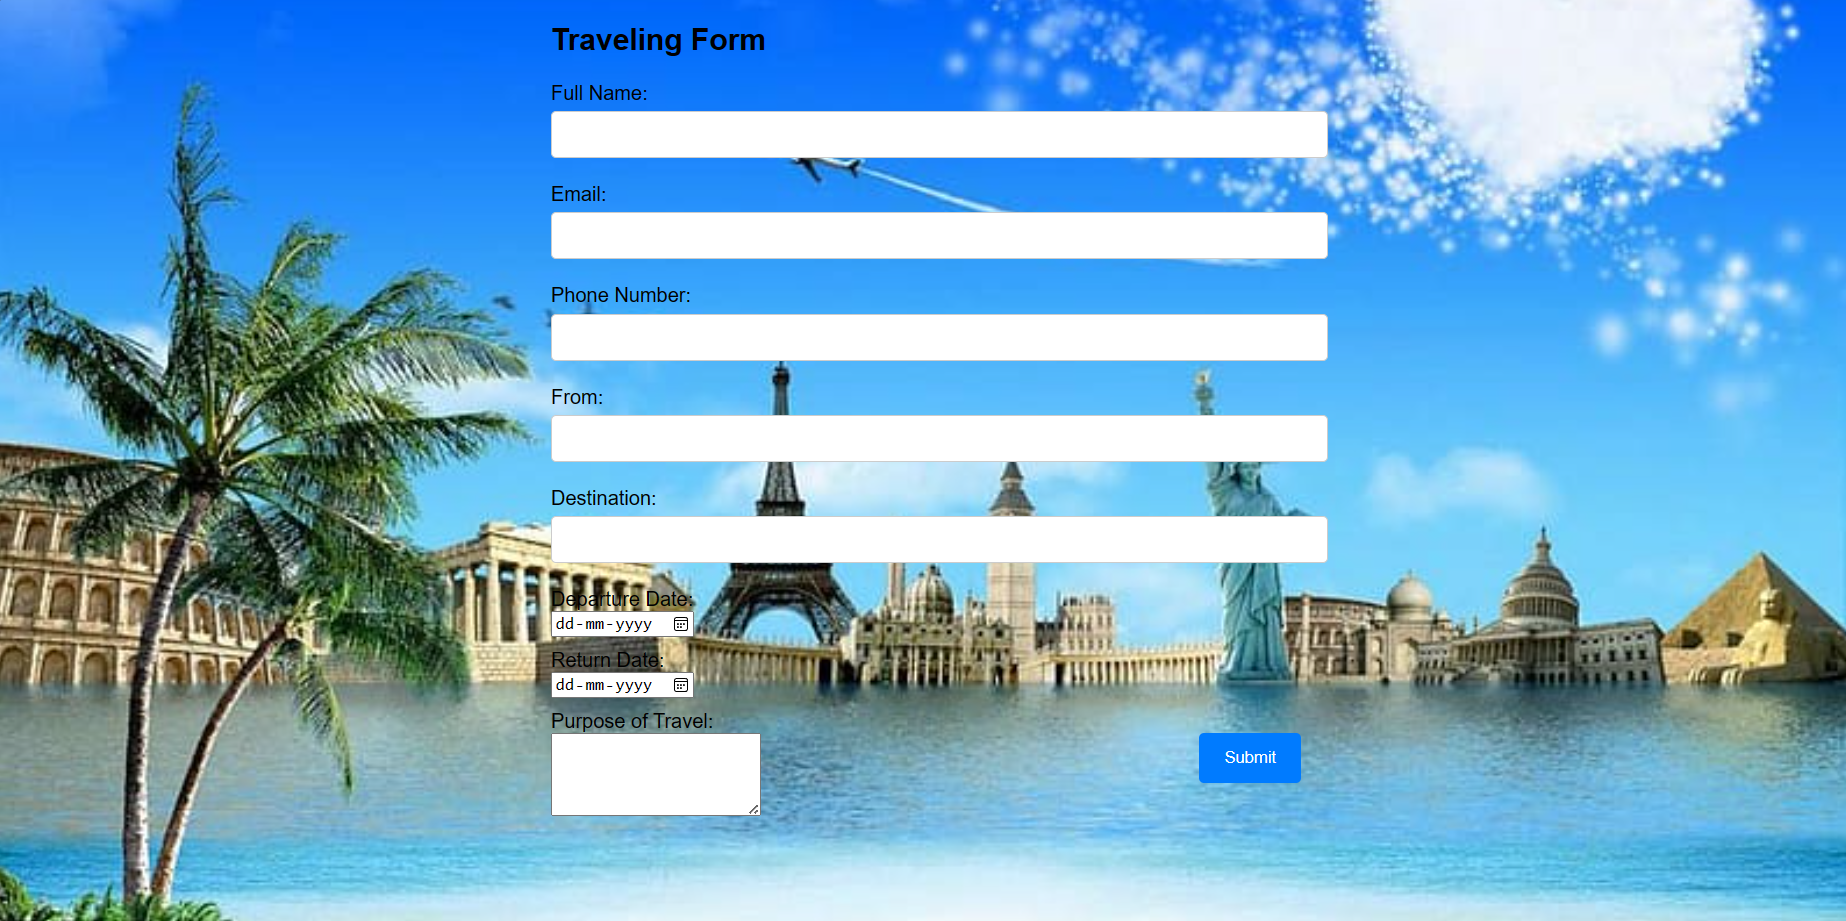 Traveling Form
Full Name:
Email:
Phone Number:
From:
Destination:
Departure Date:
dd-mm-yyyy
Return Date:
dd-mm-yyyy
Purpose of Travel:
Submit